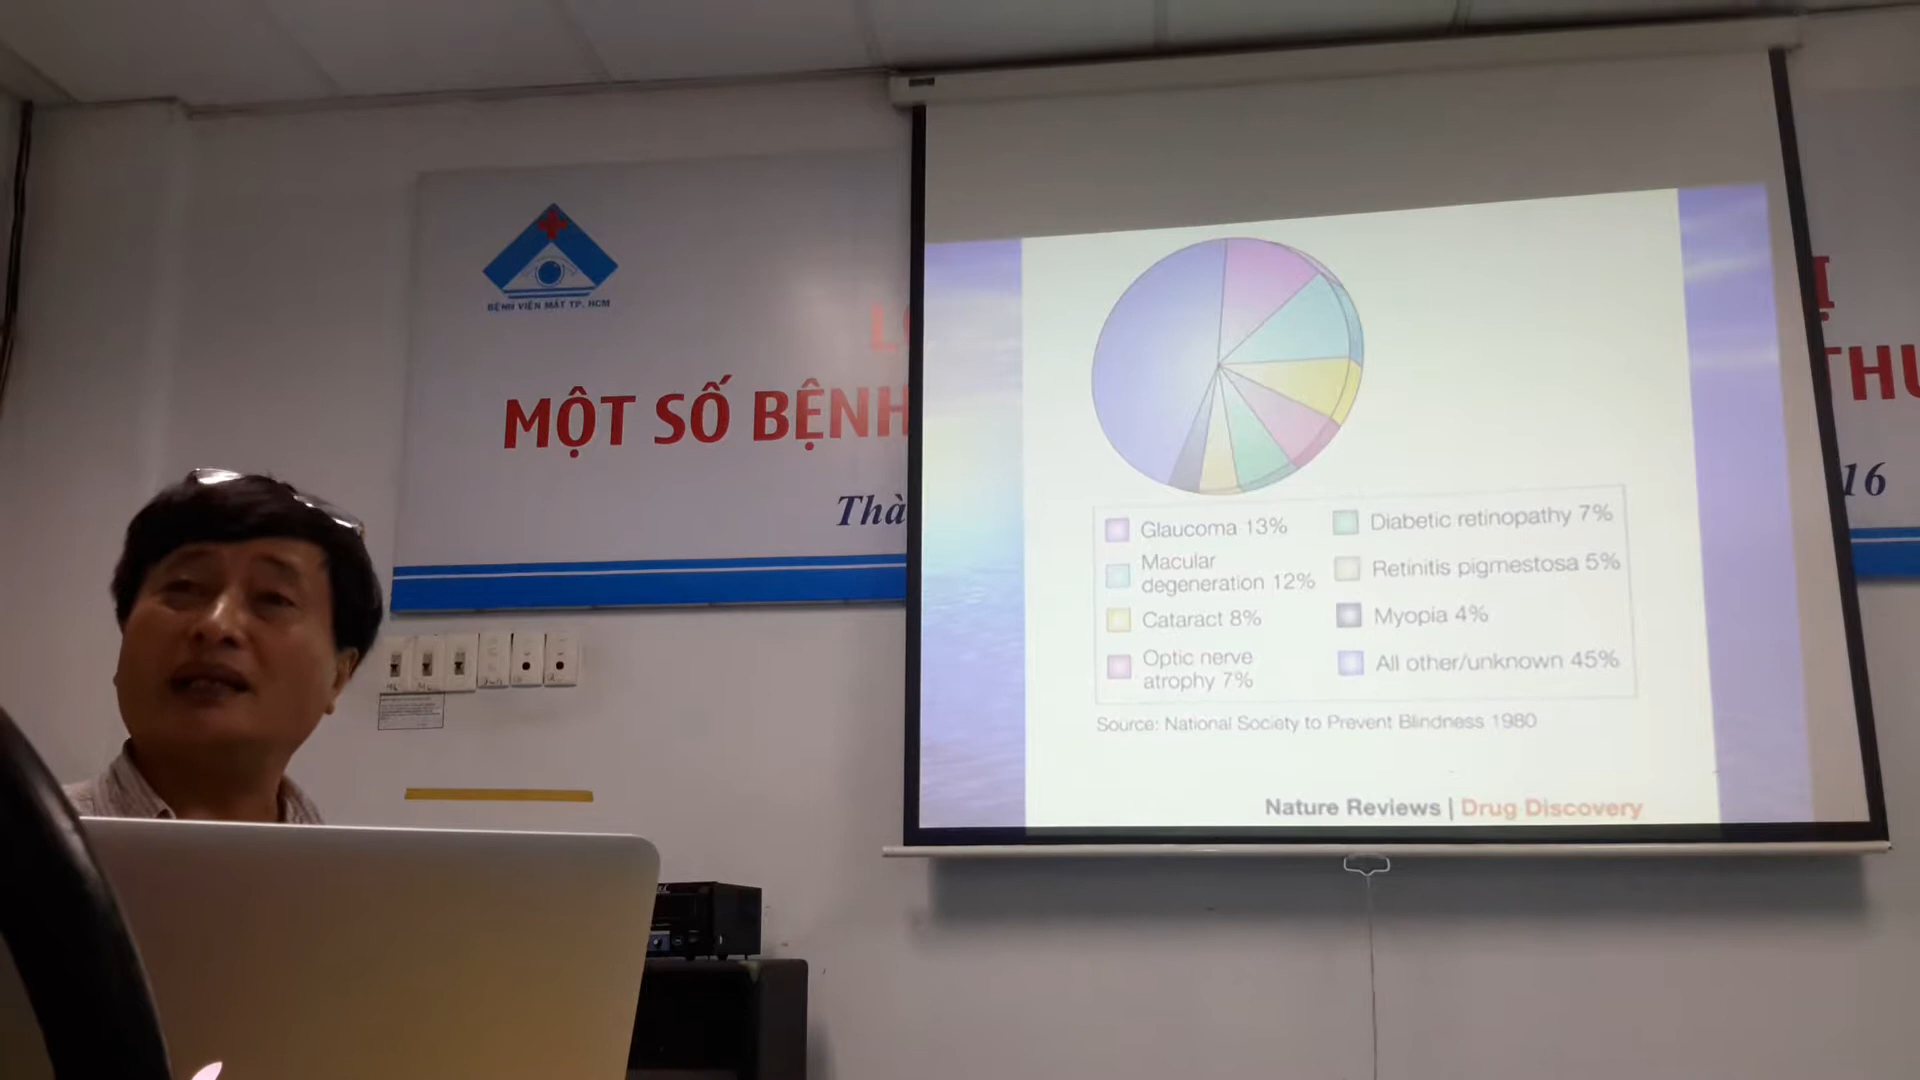 BỆNH VIỆN MẮT TP. HCM
MỘT SỐ BỆNH
THU
Thà
16
Glaucoma 13%
Macular
degeneration 12%
Cataract 8%
Optic nerve
atrophy 7%
Diabetic retinopathy 7%
Retinitis pigmestosa 5%
Myopia 4%
All other/unknown 45%
Source: National Society to Prevent Blindness 1980
Nature Reviews | Drug Discovery